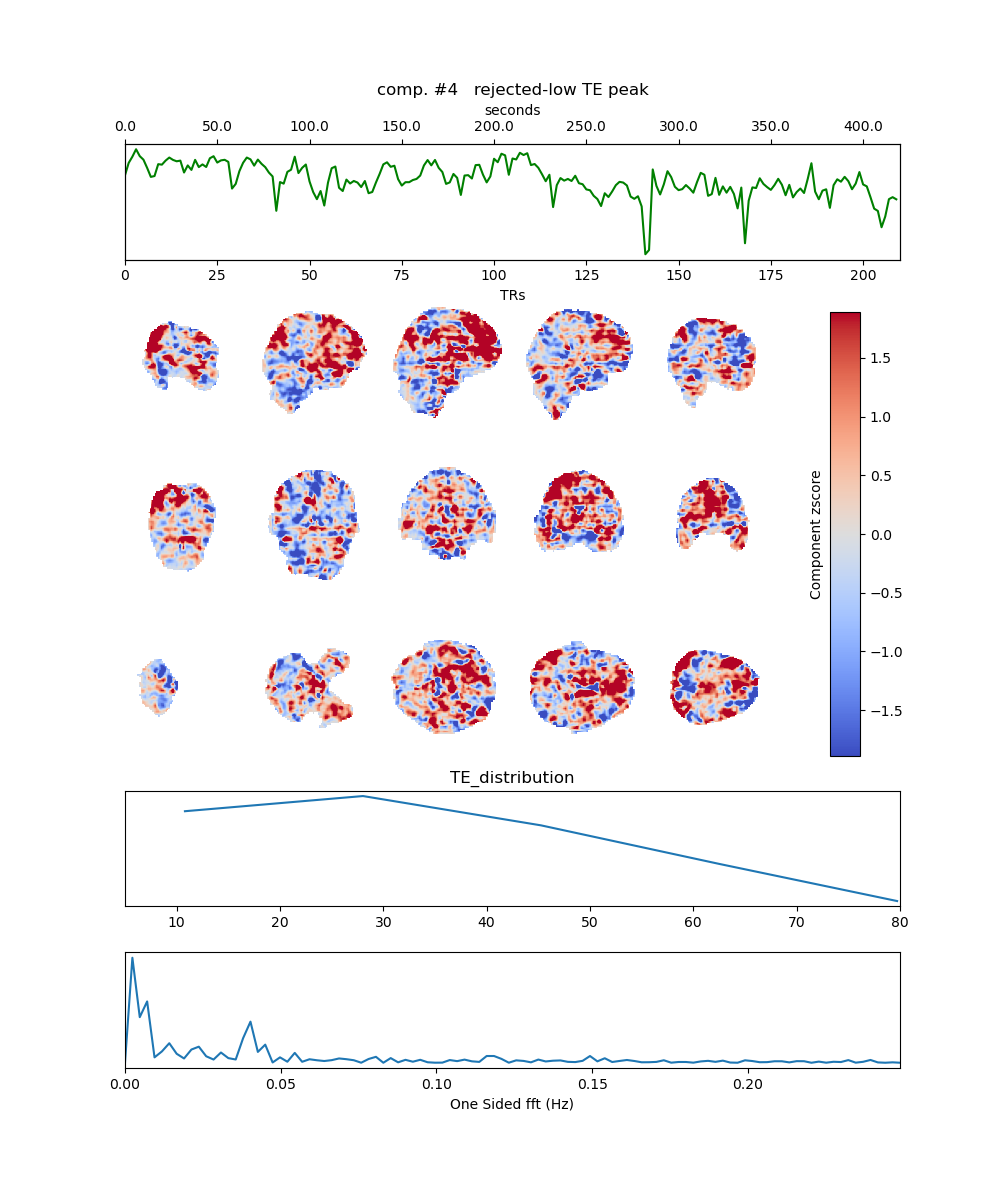 comp. #4   rejected-low TE peak
seconds
0.0 50.0 100.0 150.0 200.0 250.0 300.0 350.0 400.0
0 25 50 75 100 125 150 175 200
TRs
1.5
1.0
0.5
0.0
−0.5
−1.0
−1.5
Component zscore
TE_distribution
10 20 30 40 50 60 70 80
0.00 0.05 0.10 0.15 0.20
One Sided fft (Hz)